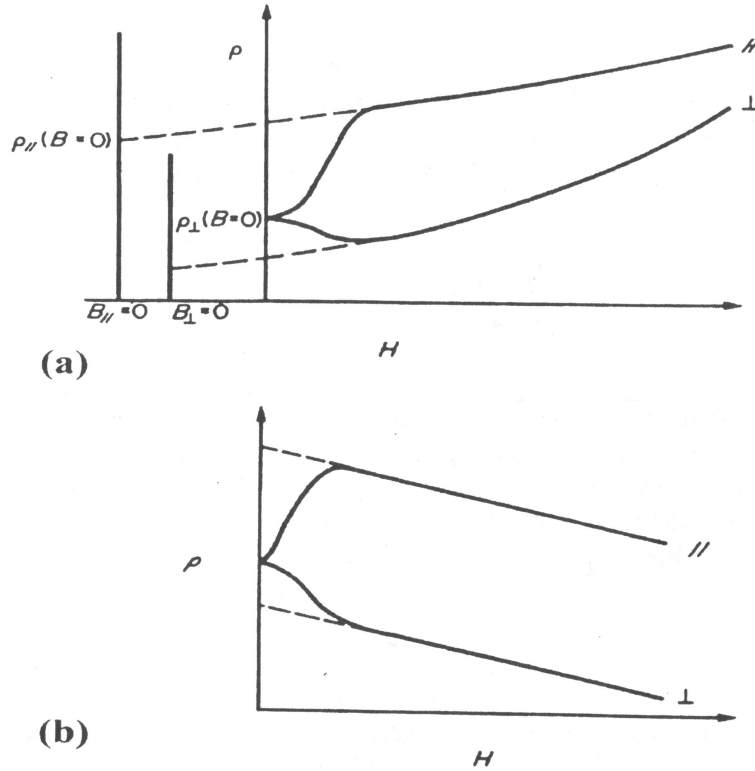 ρ
//
⊥
ρ// (B = 0)
ρ⊥ (B = 0)
B// = 0
B⊥ = 0
H
(a)
ρ
//
⊥
(b)
H